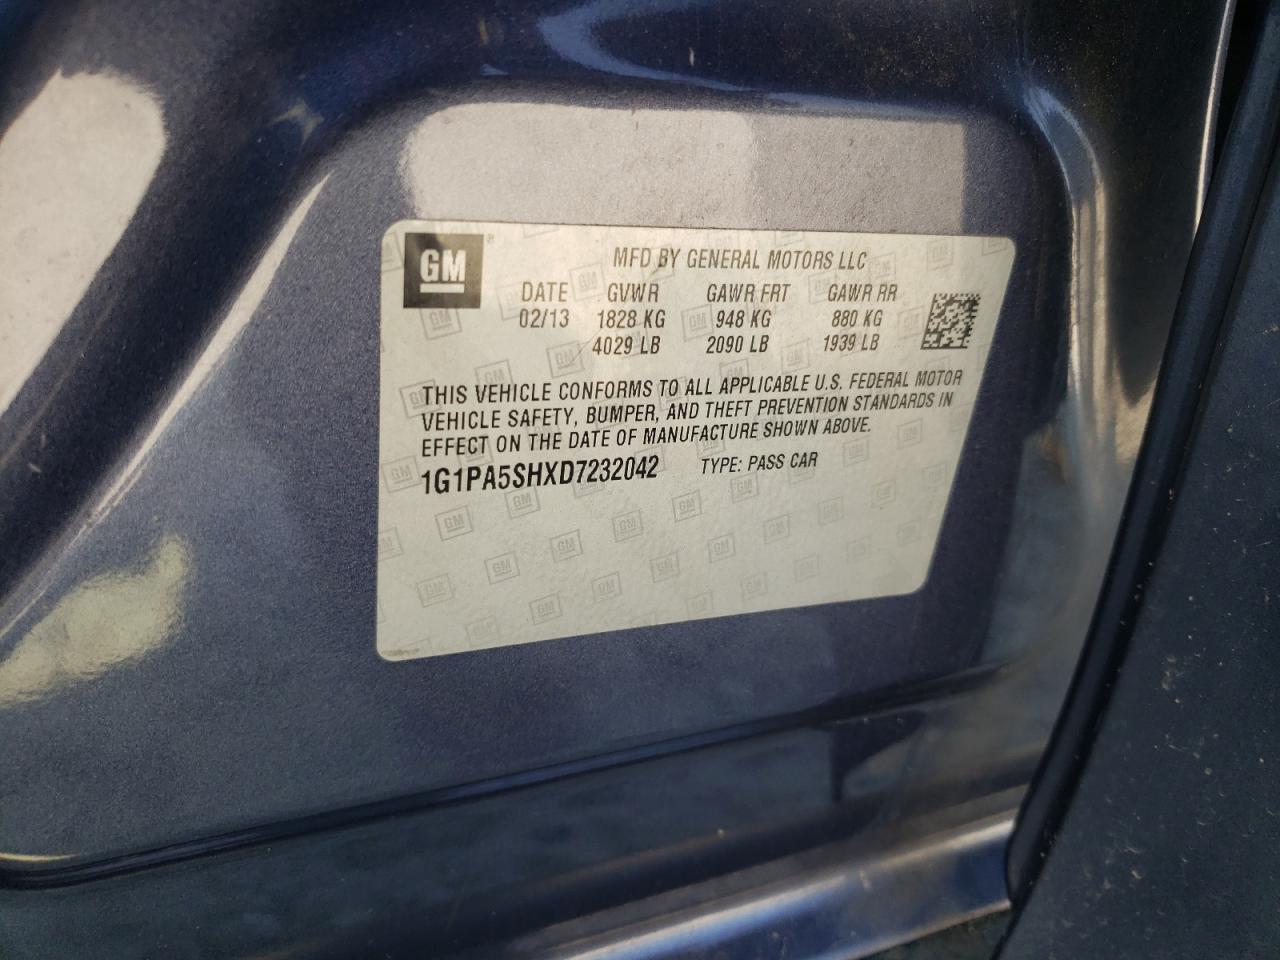 GM
MFD BY GENERAL MOTORS LLC
DATE GVWR GAWR FRT GAWR RR
02/13 1828 KG 948 KG 880 KG
4029 LB 2090 LB 1939 LB
THIS VEHICLE CONFORMS TO ALL APPLICABLE U.S. FEDERAL MOTOR
VEHICLE SAFETY, BUMPER, AND THEFT PREVENTION STANDARDS IN
EFFECT ON THE DATE OF MANUFACTURE SHOWN ABOVE.
1G1PA5SHXD7232042 TYPE: PASS CAR